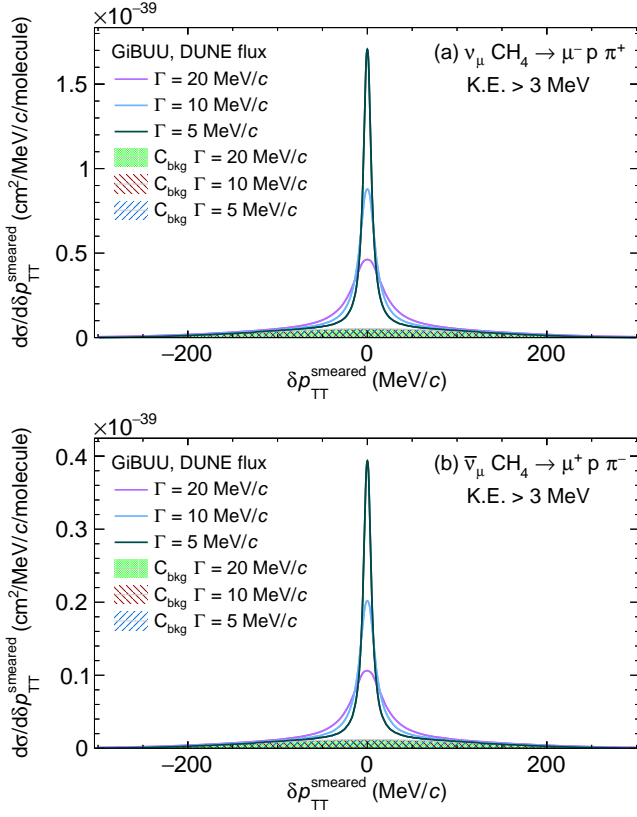 ×10⁻³⁹
GiBUU, DUNE flux
Γ = 20 MeV/c
Γ = 10 MeV/c
Γ = 5 MeV/c
C_bkg Γ = 20 MeV/c
C_bkg Γ = 10 MeV/c
C_bkg Γ = 5 MeV/c
(a) ν_μ CH₄ → μ⁻ p π⁺
K.E. > 3 MeV
dσ/dδp_TT^smeared (cm²/MeV/c/molecule)
1.5
1
0.5
0
−200 0 200
δp_TT^smeared (MeV/c)
×10⁻³⁹
GiBUU, DUNE flux
Γ = 20 MeV/c
Γ = 10 MeV/c
Γ = 5 MeV/c
C_bkg Γ = 20 MeV/c
C_bkg Γ = 10 MeV/c
C_bkg Γ = 5 MeV/c
(b) ν̅_μ CH₄ → μ⁺ p π⁻
K.E. > 3 MeV
dσ/dδp_TT^smeared (cm²/MeV/c/molecule)
0.4
0.3
0.2
0.1
0
−200 0 200
δp_TT^smeared (MeV/c)